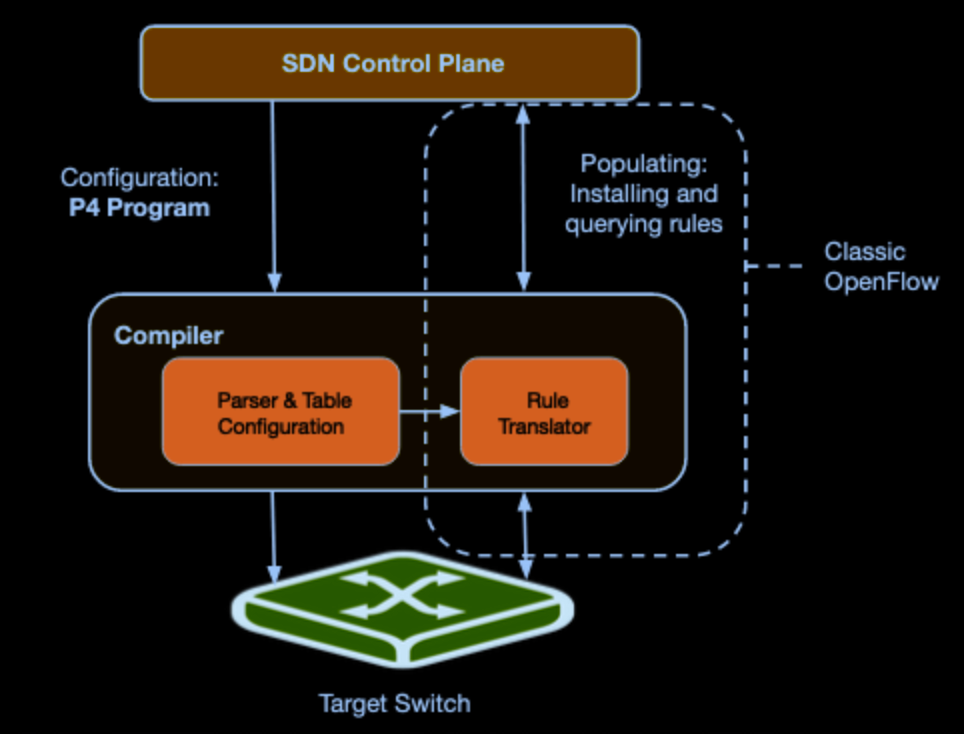 SDN Control Plane
Configuration:
P4 Program
Populating:
Installing and
querying rules
Classic
OpenFlow
Compiler
Parser & Table
Configuration
Rule
Translator
Target Switch